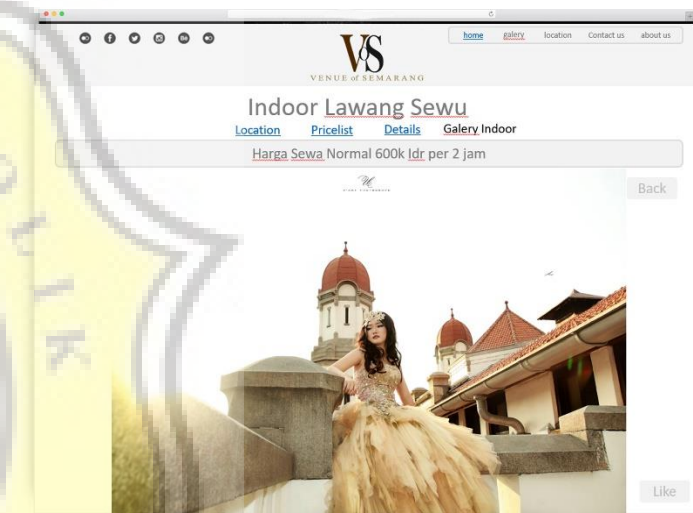 home galery location Contact us about us
VS
VENUE of SEMARANG
Indoor Lawang Sewu
Location Pricelist Details Galery Indoor
Harga Sewa Normal 600k Idr per 2 jam
Back
Like